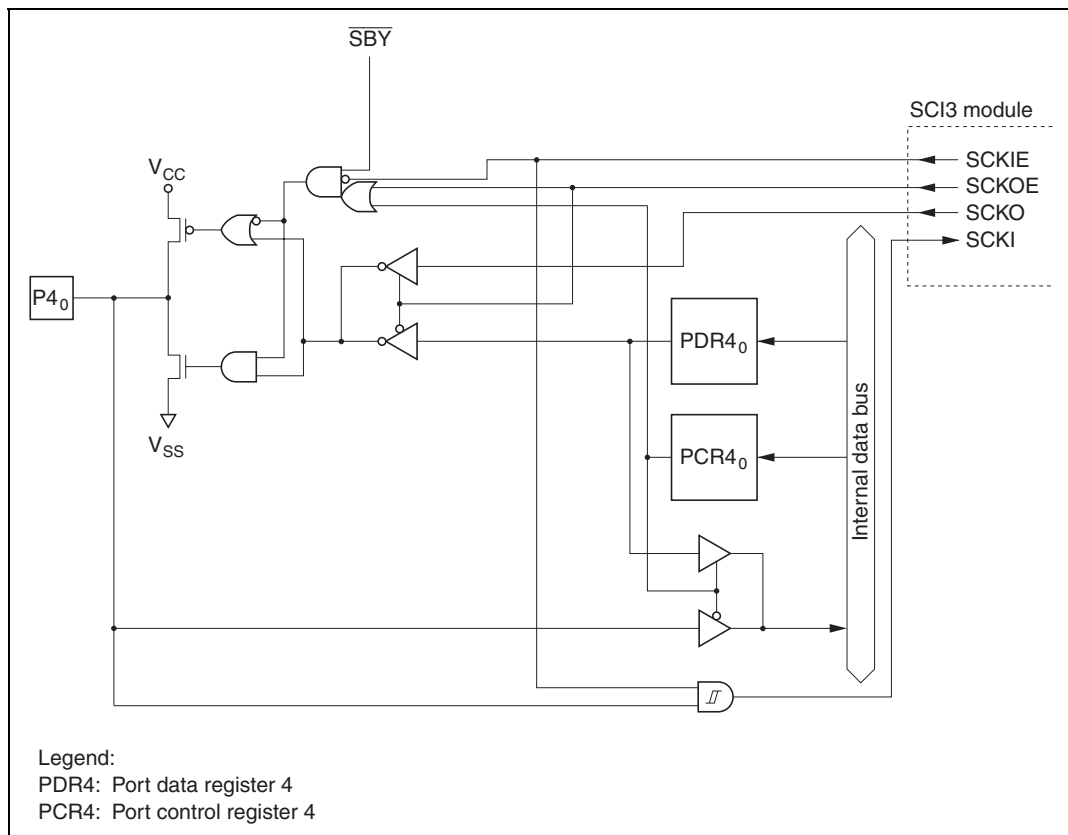 SBY
SCI3 module
SCKIE
SCKOE
SCKO
SCKI
VCC
P40
VSS
PDR40
PCR40
Internal data bus
Legend:
PDR4: Port data register 4
PCR4: Port control register 4